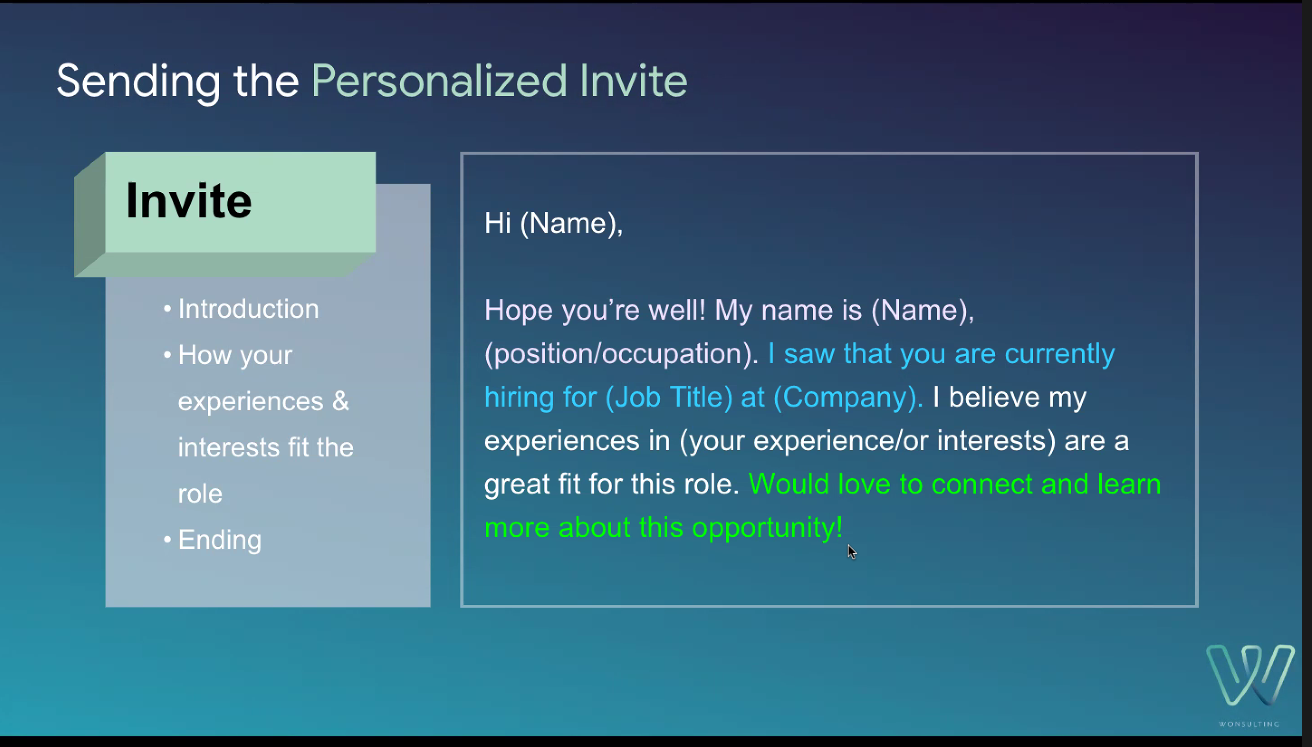 Sending the Personalized Invite
Invite
• Introduction
• How your
experiences &
interests fit the
role
• Ending
Hi (Name),
Hope you’re well! My name is (Name),
(position/occupation). I saw that you are currently
hiring for (Job Title) at (Company). I believe my
experiences in (your experience/or interests) are a
great fit for this role. Would love to connect and learn
more about this opportunity!
W
WONSULTING